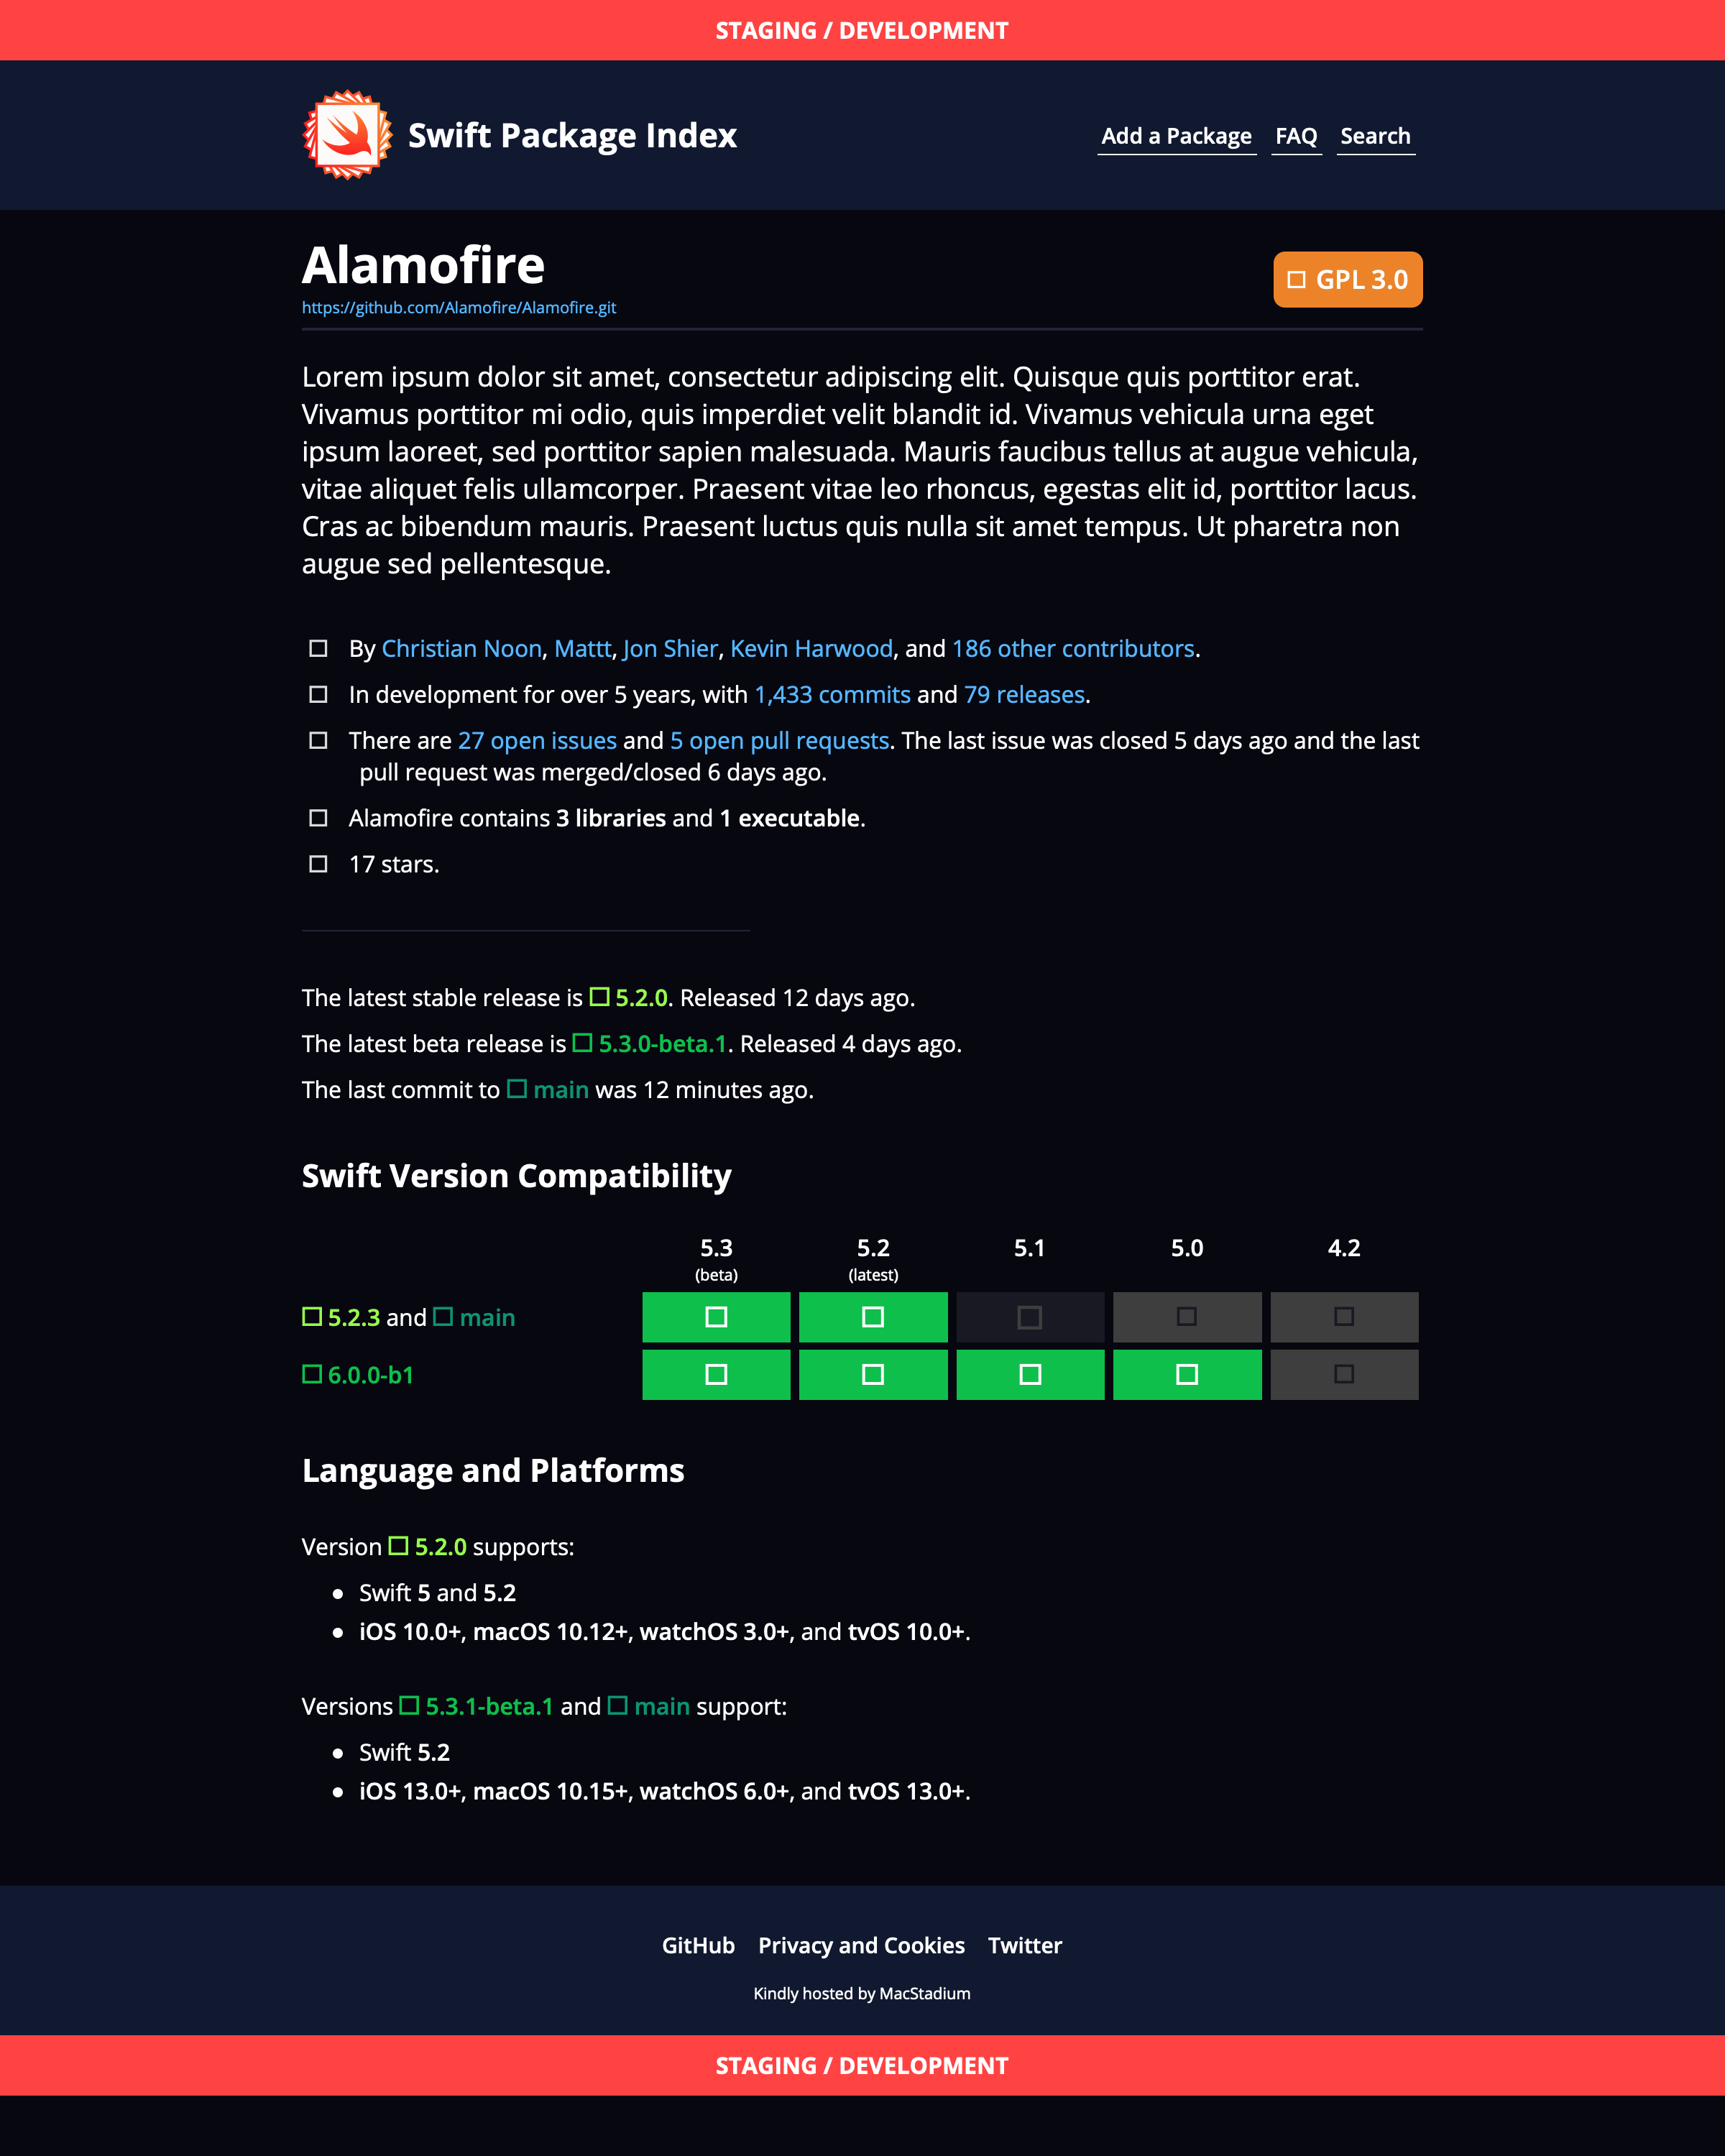 STAGING / DEVELOPMENT
Swift Package Index
Add a Package FAQ Search
Alamofire
GPL 3.0
https://github.com/Alamofire/Alamofire.git
Lorem ipsum dolor sit amet, consectetur adipiscing elit. Quisque quis porttitor erat.
Vivamus porttitor mi odio, quis imperdiet velit blandit id. Vivamus vehicula urna eget
ipsum laoreet, sed porttitor sapien malesuada. Mauris faucibus tellus at augue vehicula,
vitae aliquet felis ullamcorper. Praesent vitae leo rhoncus, egestas elit id, porttitor lacus.
Cras ac bibendum mauris. Praesent luctus quis nulla sit amet tempus. Ut pharetra non
augue sed pellentesque.
By Christian Noon, Mattt, Jon Shier, Kevin Harwood, and 186 other contributors.
In development for over 5 years, with 1,433 commits and 79 releases.
There are 27 open issues and 5 open pull requests. The last issue was closed 5 days ago and the last
pull request was merged/closed 6 days ago.
Alamofire contains 3 libraries and 1 executable.
17 stars.
The latest stable release is 5.2.0. Released 12 days ago.
The latest beta release is 5.3.0-beta.1. Released 4 days ago.
The last commit to main was 12 minutes ago.
Swift Version Compatibility
5.3 5.2 5.1 5.0 4.2
(beta) (latest)
5.2.3 and main
6.0.0-b1
Language and Platforms
Version 5.2.0 supports:
• Swift 5 and 5.2
• iOS 10.0+, macOS 10.12+, watchOS 3.0+, and tvOS 10.0+.
Versions 5.3.1-beta.1 and main support:
• Swift 5.2
• iOS 13.0+, macOS 10.15+, watchOS 6.0+, and tvOS 13.0+.
GitHub Privacy and Cookies Twitter
Kindly hosted by MacStadium
STAGING / DEVELOPMENT